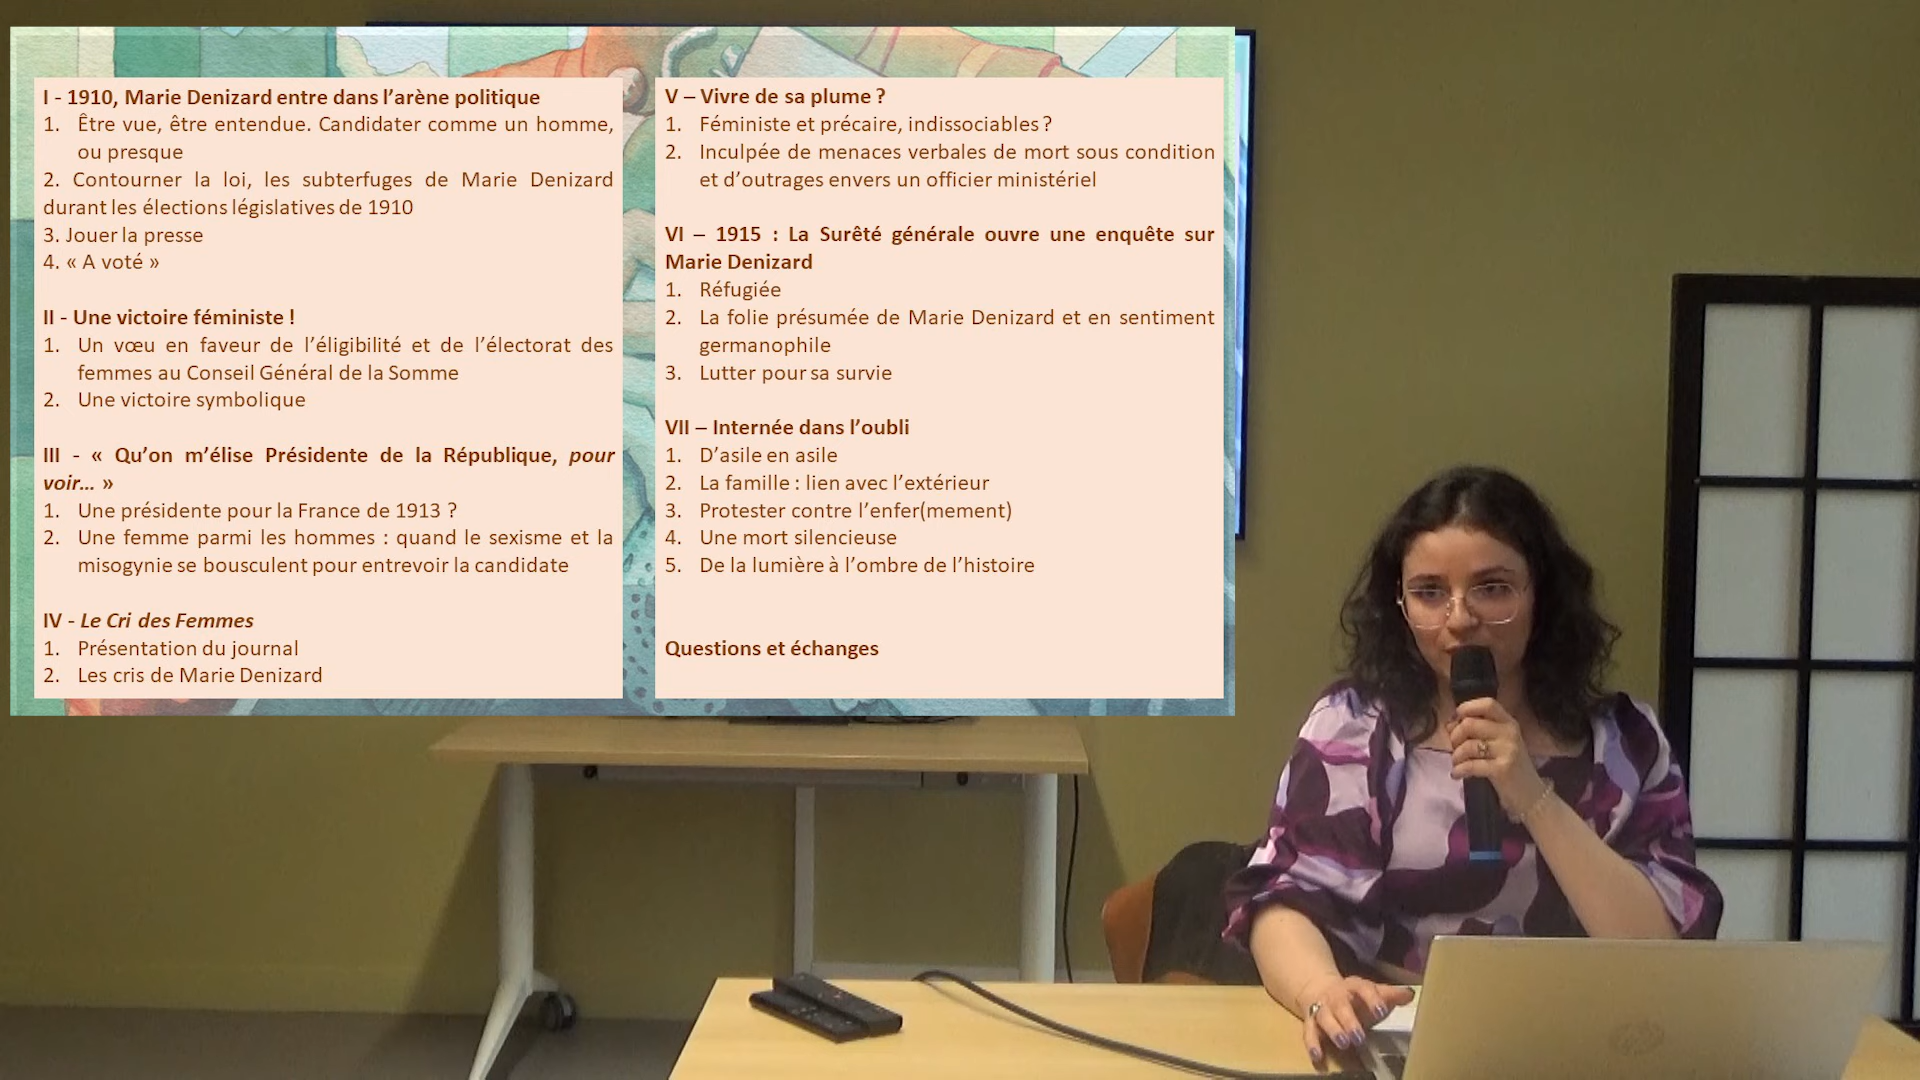 I - 1910, Marie Denizard entre dans l’arène politique
1. Être vue, être entendue. Candidater comme un homme,
ou presque
2. Contourner la loi, les subterfuges de Marie Denizard
durant les élections législatives de 1910
3. Jouer la presse
4. « A voté »
II - Une victoire féministe !
1. Un vœu en faveur de l’éligibilité et de l’électorat des
femmes au Conseil Général de la Somme
2. Une victoire symbolique
III - « Qu’on m’élise Présidente de la République, pour
voir... »
1. Une présidente pour la France de 1913 ?
2. Une femme parmi les hommes : quand le sexisme et la
misogynie se bousculent pour entrevoir la candidate
IV - Le Cri des Femmes
1. Présentation du journal
2. Les cris de Marie Denizard
V – Vivre de sa plume ?
1. Féministe et précaire, indissociables ?
2. Inculpée de menaces verbales de mort sous condition
et d’outrages envers un officier ministériel
VI – 1915 : La Surêté générale ouvre une enquête sur
Marie Denizard
1. Réfugiée
2. La folie présumée de Marie Denizard et en sentiment
germanophile
3. Lutter pour sa survie
VII – Internée dans l’oubli
1. D’asile en asile
2. La famille : lien avec l’extérieur
3. Protester contre l’enfer(mement)
4. Une mort silencieuse
5. De la lumière à l’ombre de l’histoire
Questions et échanges